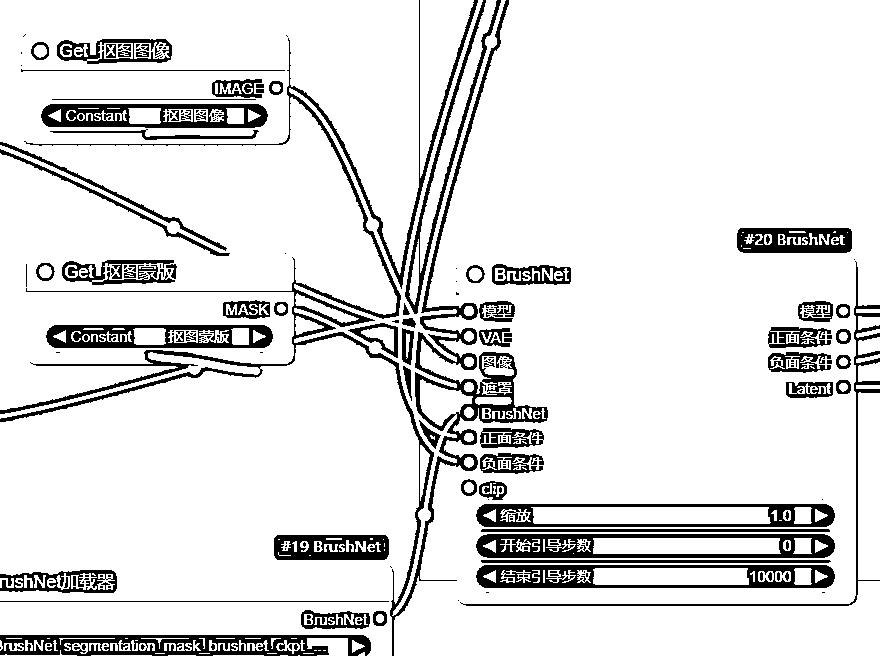 Get_抠图图像
IMAGE
Constant 抠图图像
Get_抠图蒙版
MASK
Constant 抠图蒙版
#20 BrushNet
BrushNet
模型 模型
VAE 正面条件
图像 负面条件
遮罩 Latent
BrushNet
正面条件
负面条件
clip
缩放 1.0
开始引导步数 0
结束引导步数 10000
#19 BrushNet
rushNet加载器
BrushNet
BrushNet segmentation_mask_brushnet_ckpt_...